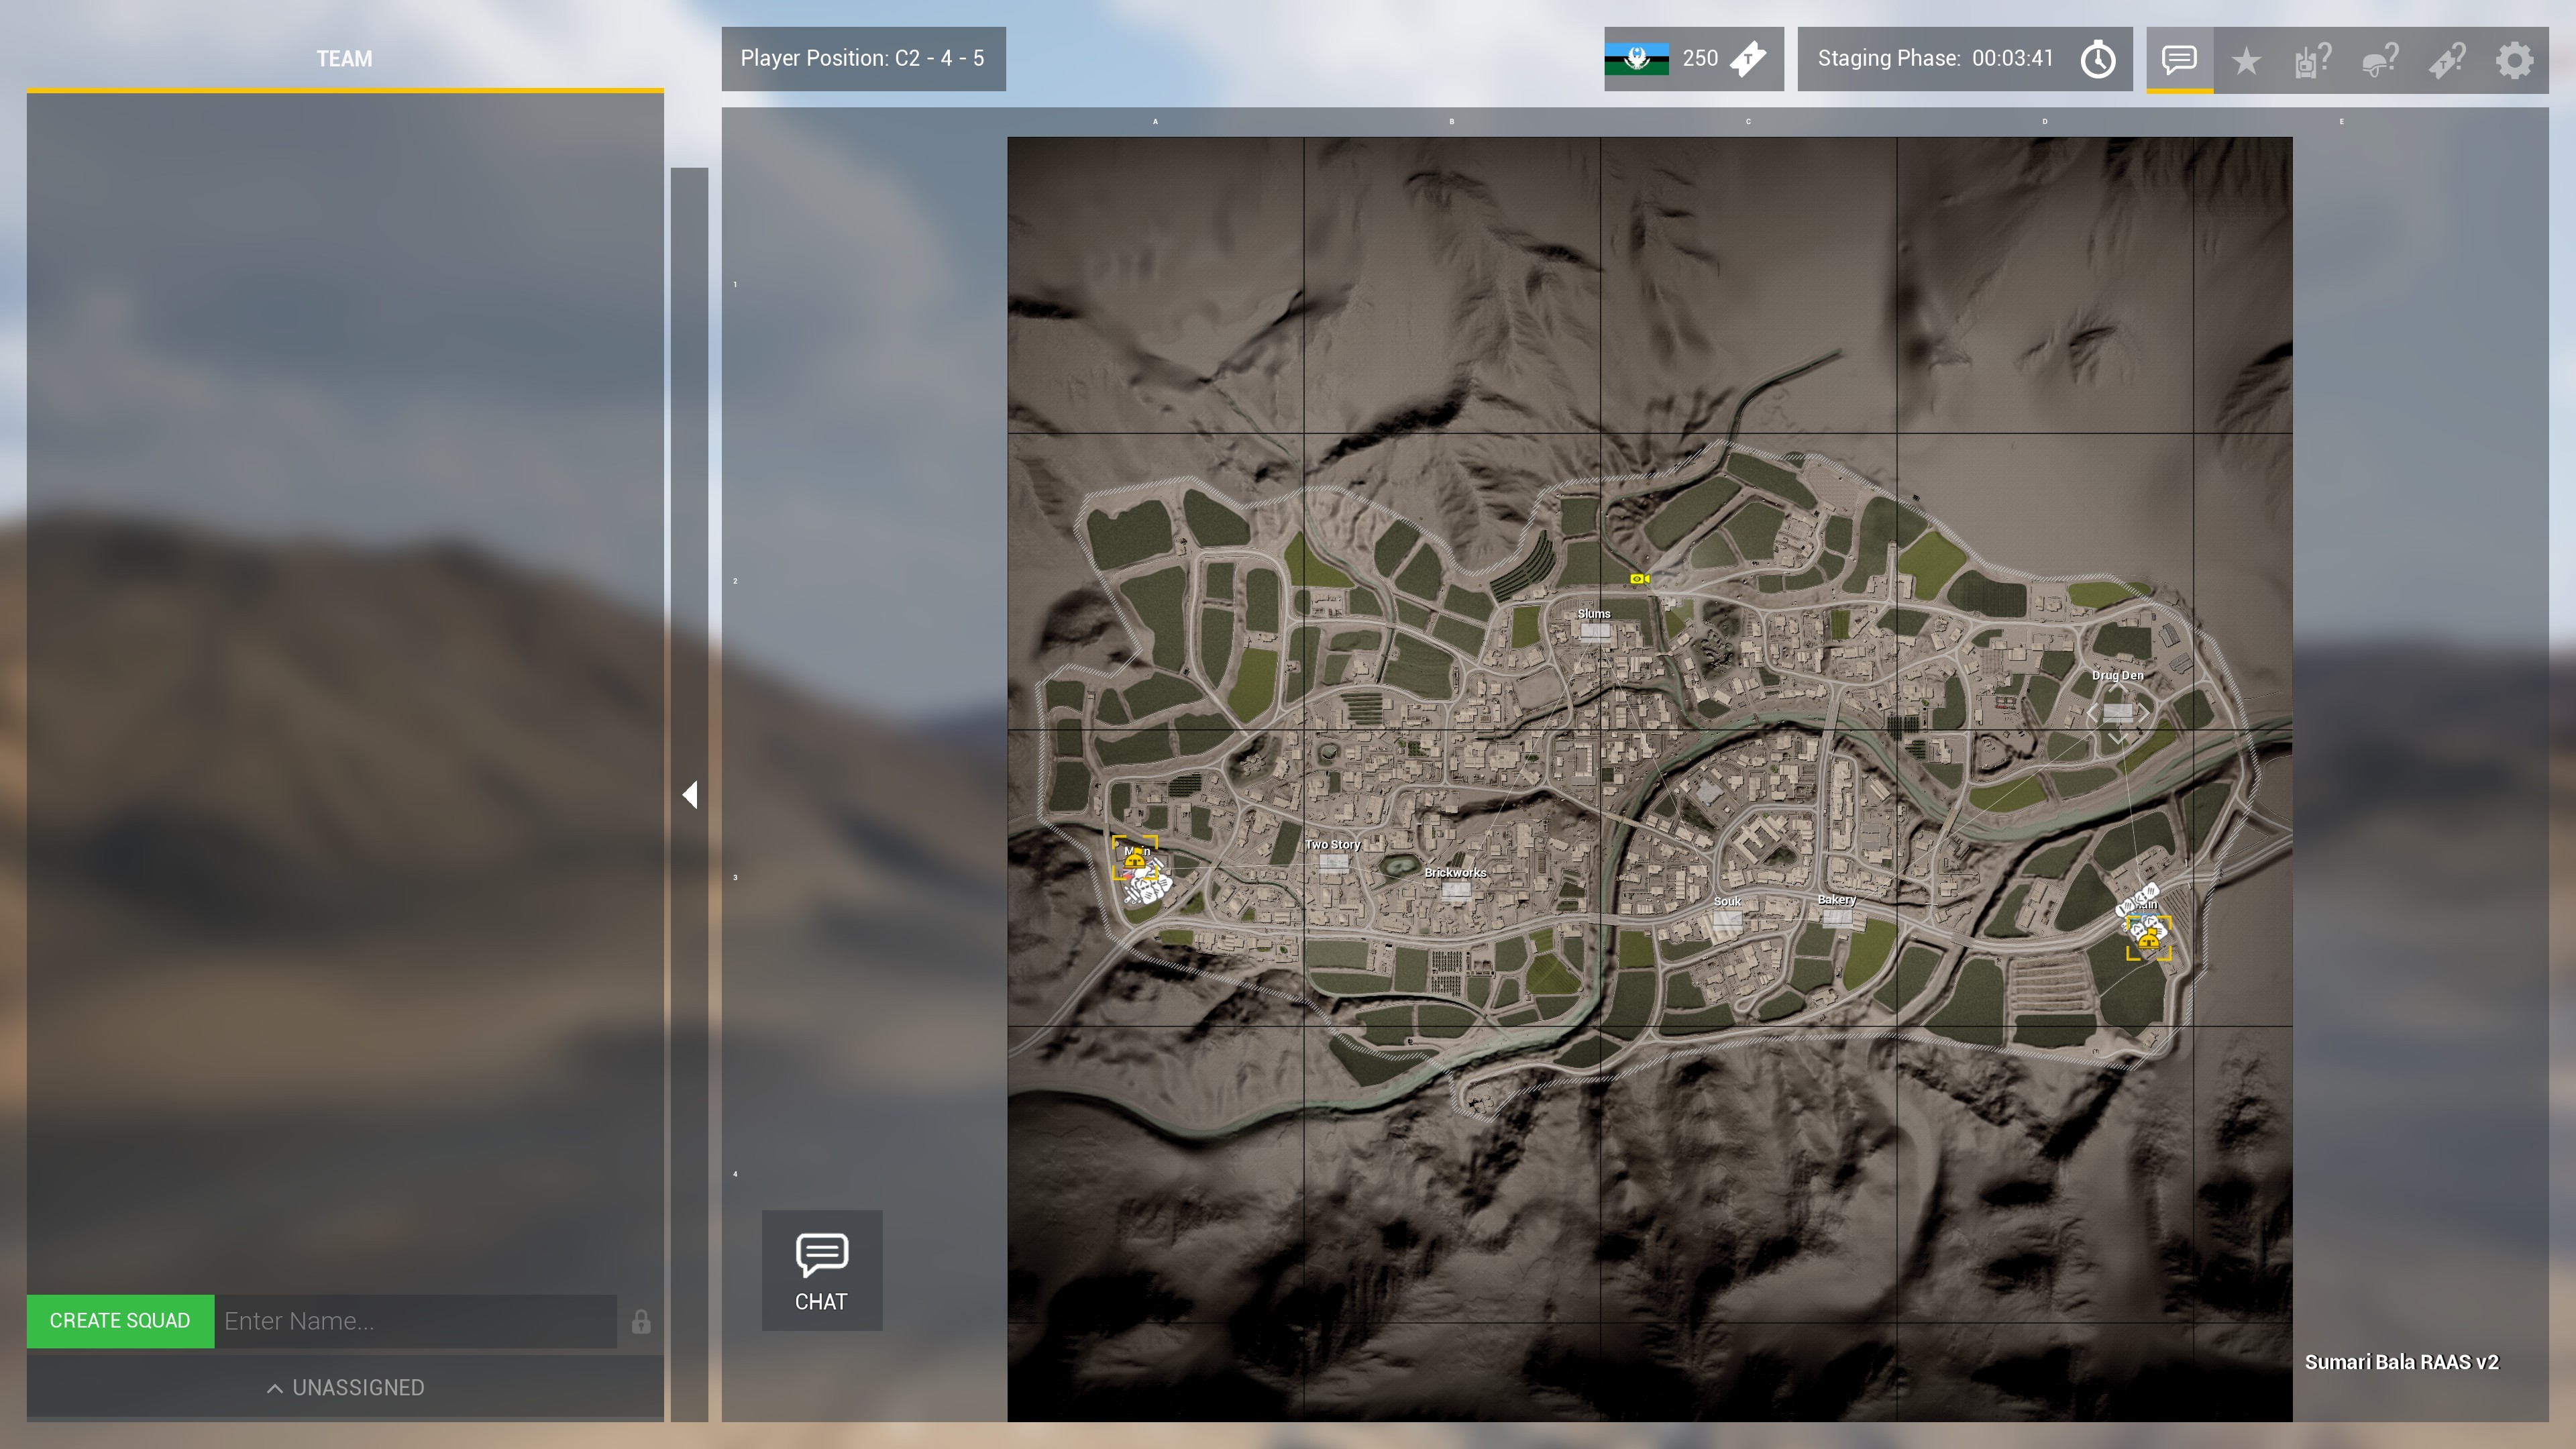 TEAM
Player Position: C2 - 4 - 5
250
T
Staging Phase: 00:03:41
A
B
C
D
E
1
2
3
4
Slums
Drug Den
Two Story
Brickworks
Souk
Bakery
CHAT
CREATE SQUAD
Enter Name...
UNASSIGNED
Sumari Bala RAAS v2